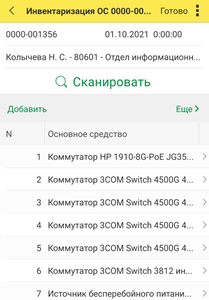 Инвентаризация ОС 0000-00... Готово
0000-001356 01.10.2021 0:00:00
Колычева Н. С. - 80601 - Отдел информационн...
Сканировать
Добавить Еще
N Основное средство
1 Коммутатор HP 1910-8G-PoE JG35...
2 Коммутатор 3COM Switch 4500G 4...
3 Коммутатор 3COM Switch 4500G 4...
4 Коммутатор 3COM Switch 4500G 4...
5 Коммутатор 3COM Switch 4500G 4...
6 Коммутатор 3COM Switch 3812 ин...
7 Источник бесперебойного питани...